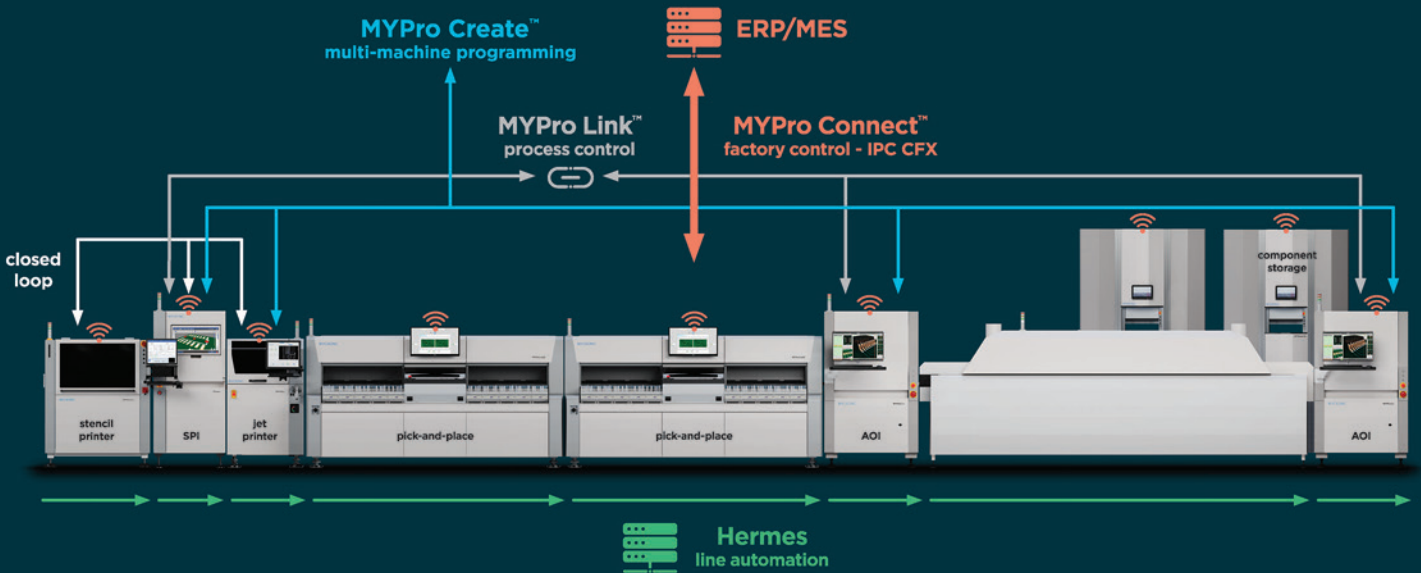 MYPro Create™
multi-machine programming
ERP/MES
MYPro Link™
process control
MYPro Connect™
factory control - IPC CFX
closed
loop
component
storage
stencil
printer
SPI
jet
printer
pick-and-place
pick-and-place
AOI
AOI
Hermes
line automation